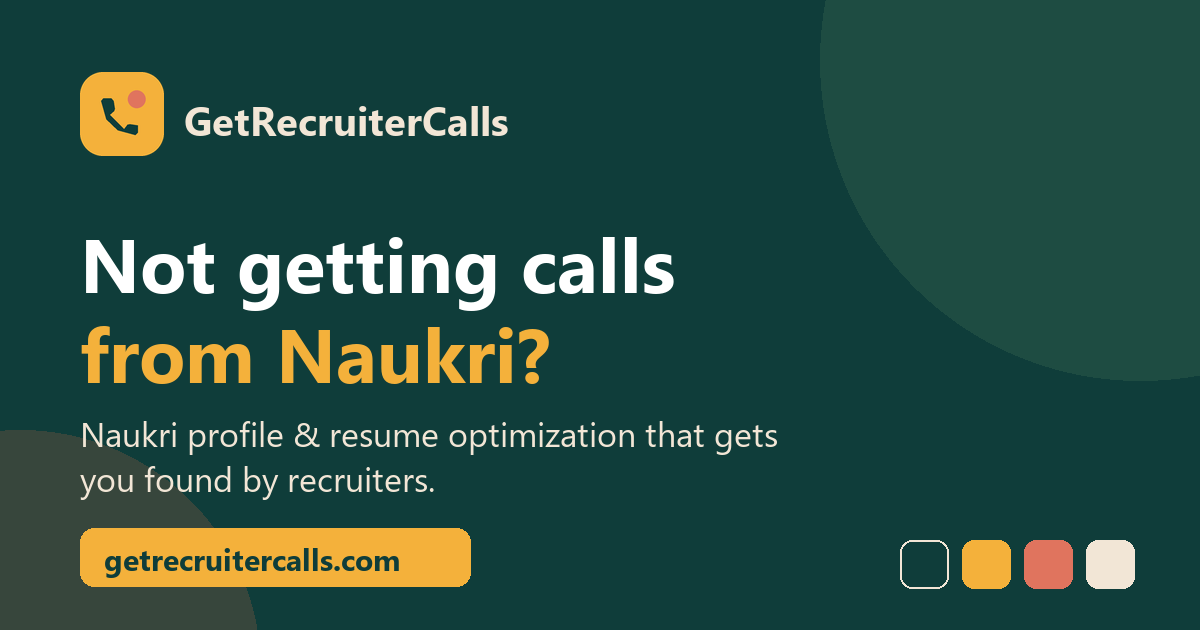 GetRecruiterCalls
Not getting calls
from Naukri?
Naukri profile & resume optimization that gets
you found by recruiters.
getrecruitercalls.com